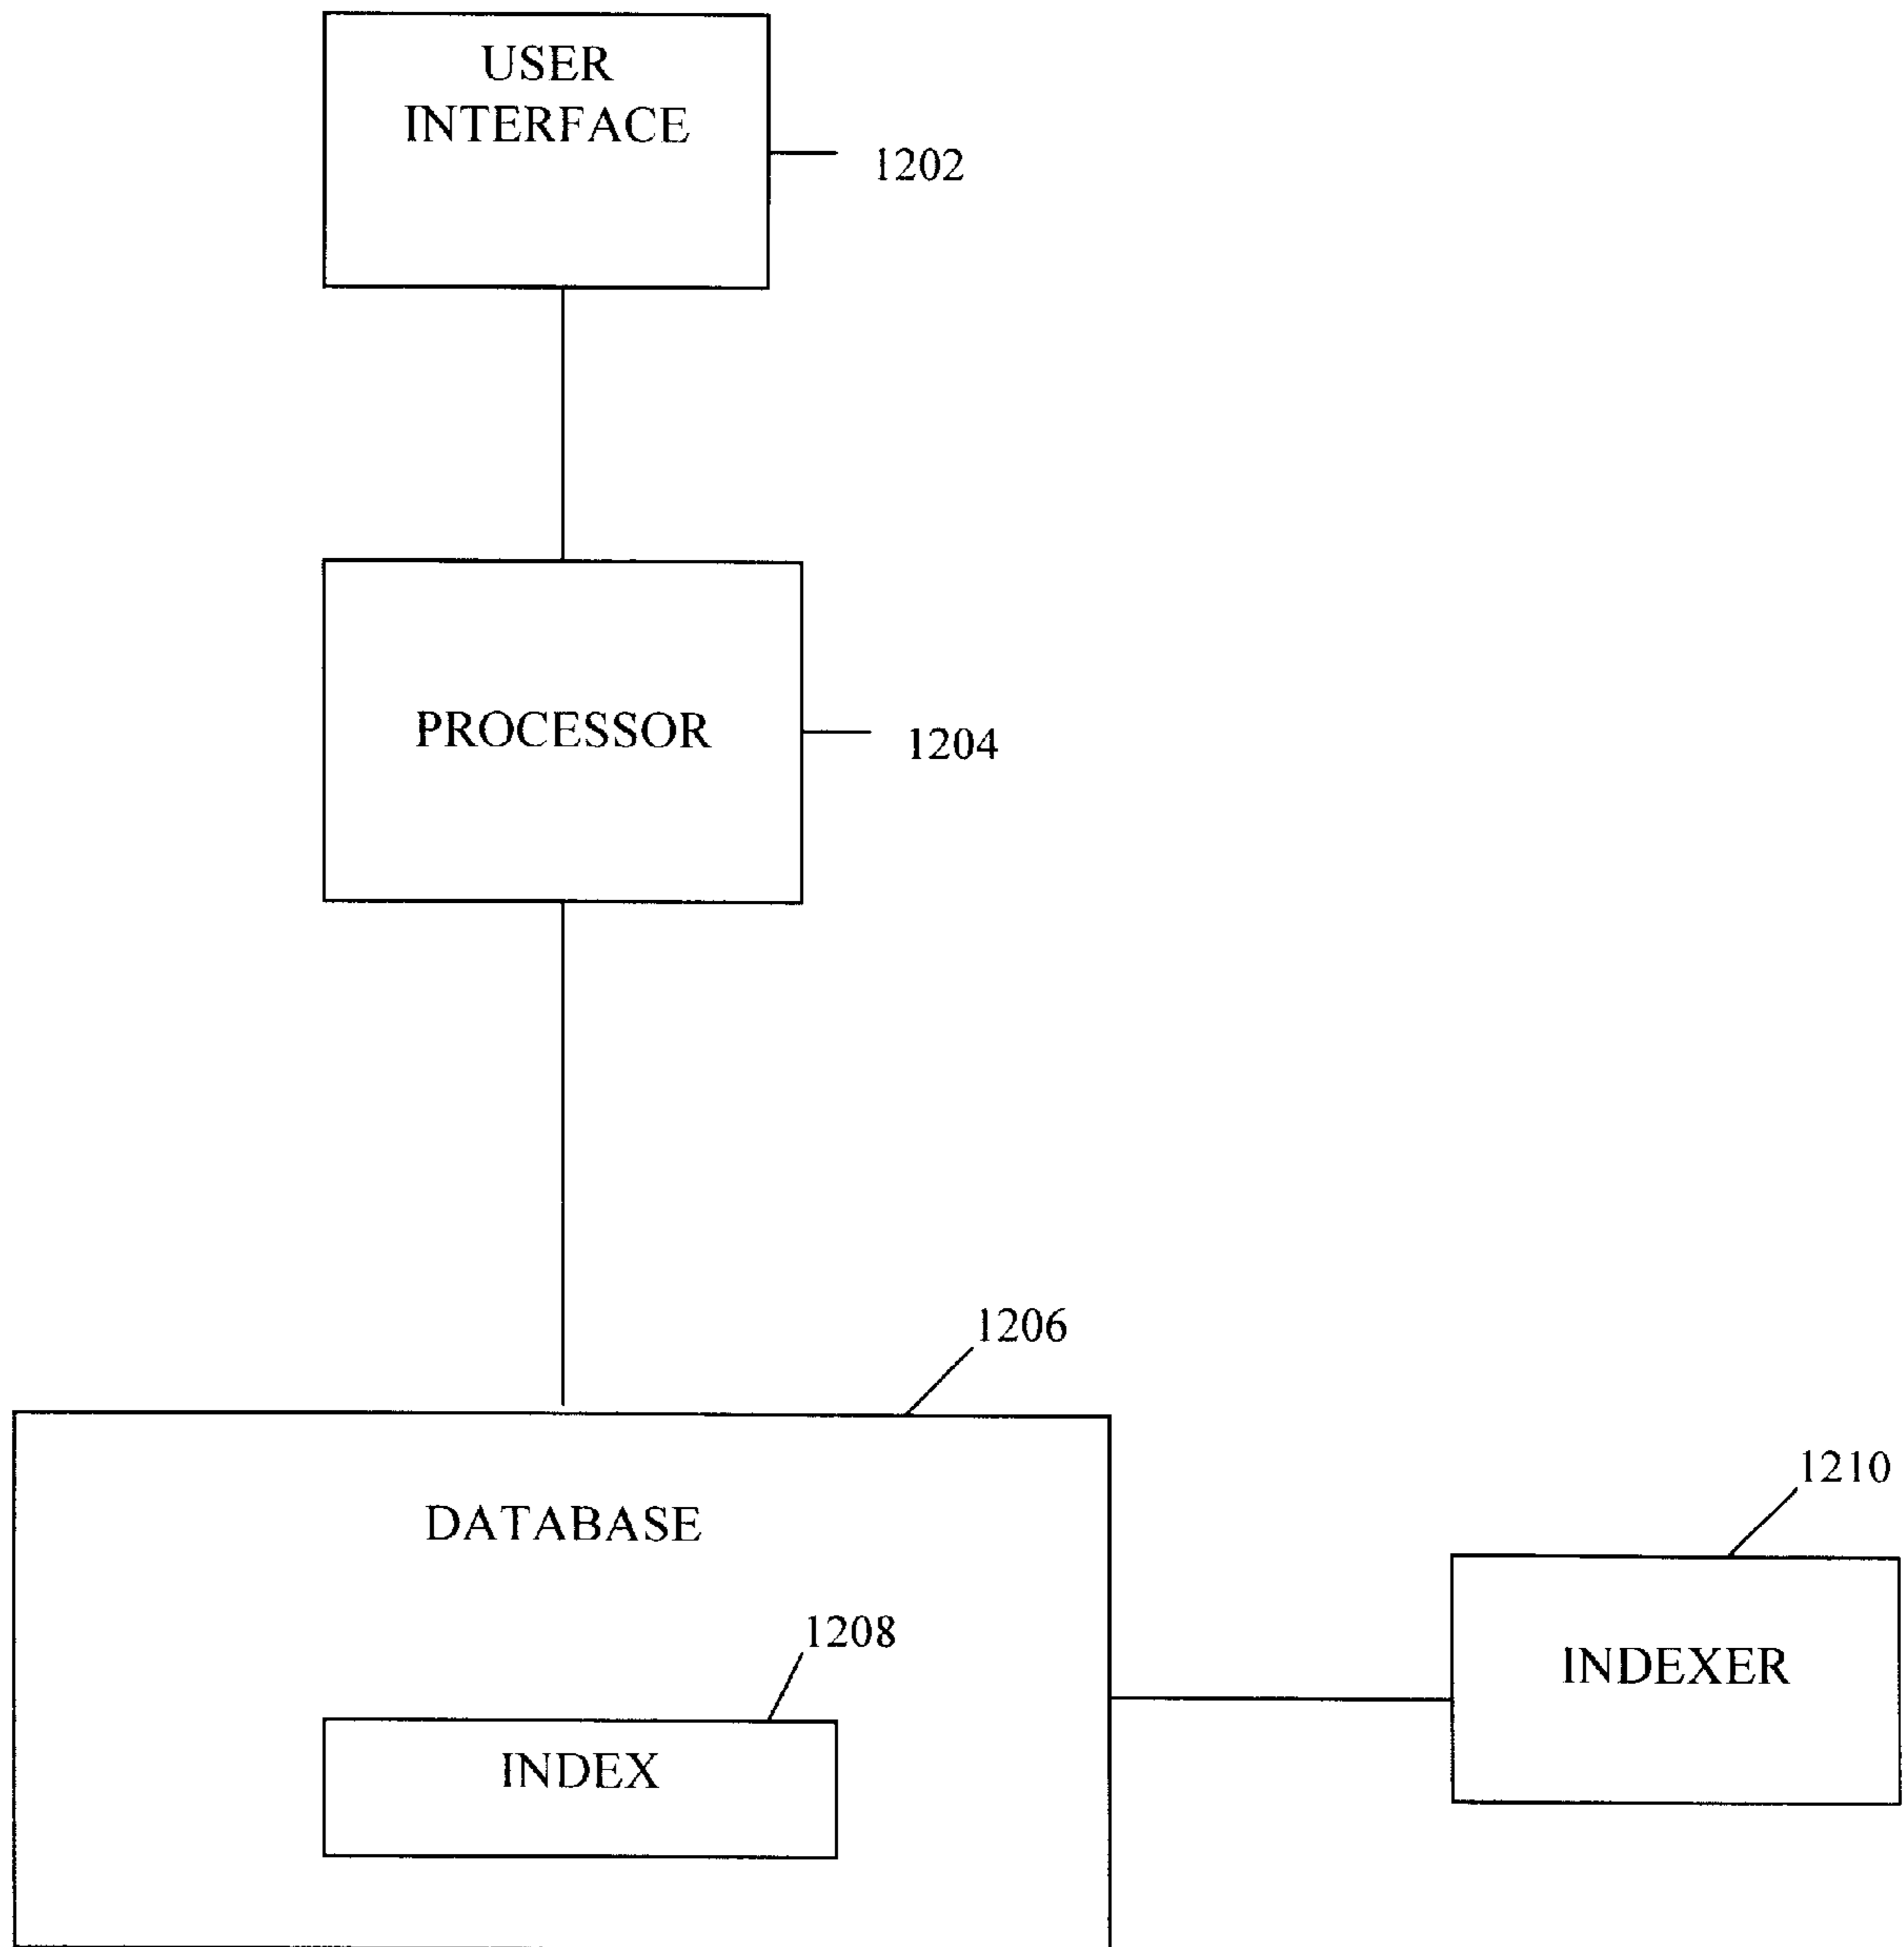 USER
INTERFACE
1202
PROCESSOR
1204
1206
DATABASE
1210
1208
INDEXER
INDEX